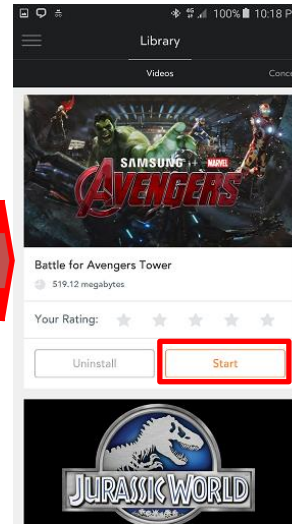 100% 10:18 P
Library
Videos
Conce
SAMSUNG ++ MARVEL
AVENGERS
Battle for Avengers Tower
519.12 megabytes
Your Rating:
Uninstall
Start
JURASSIC WORLD